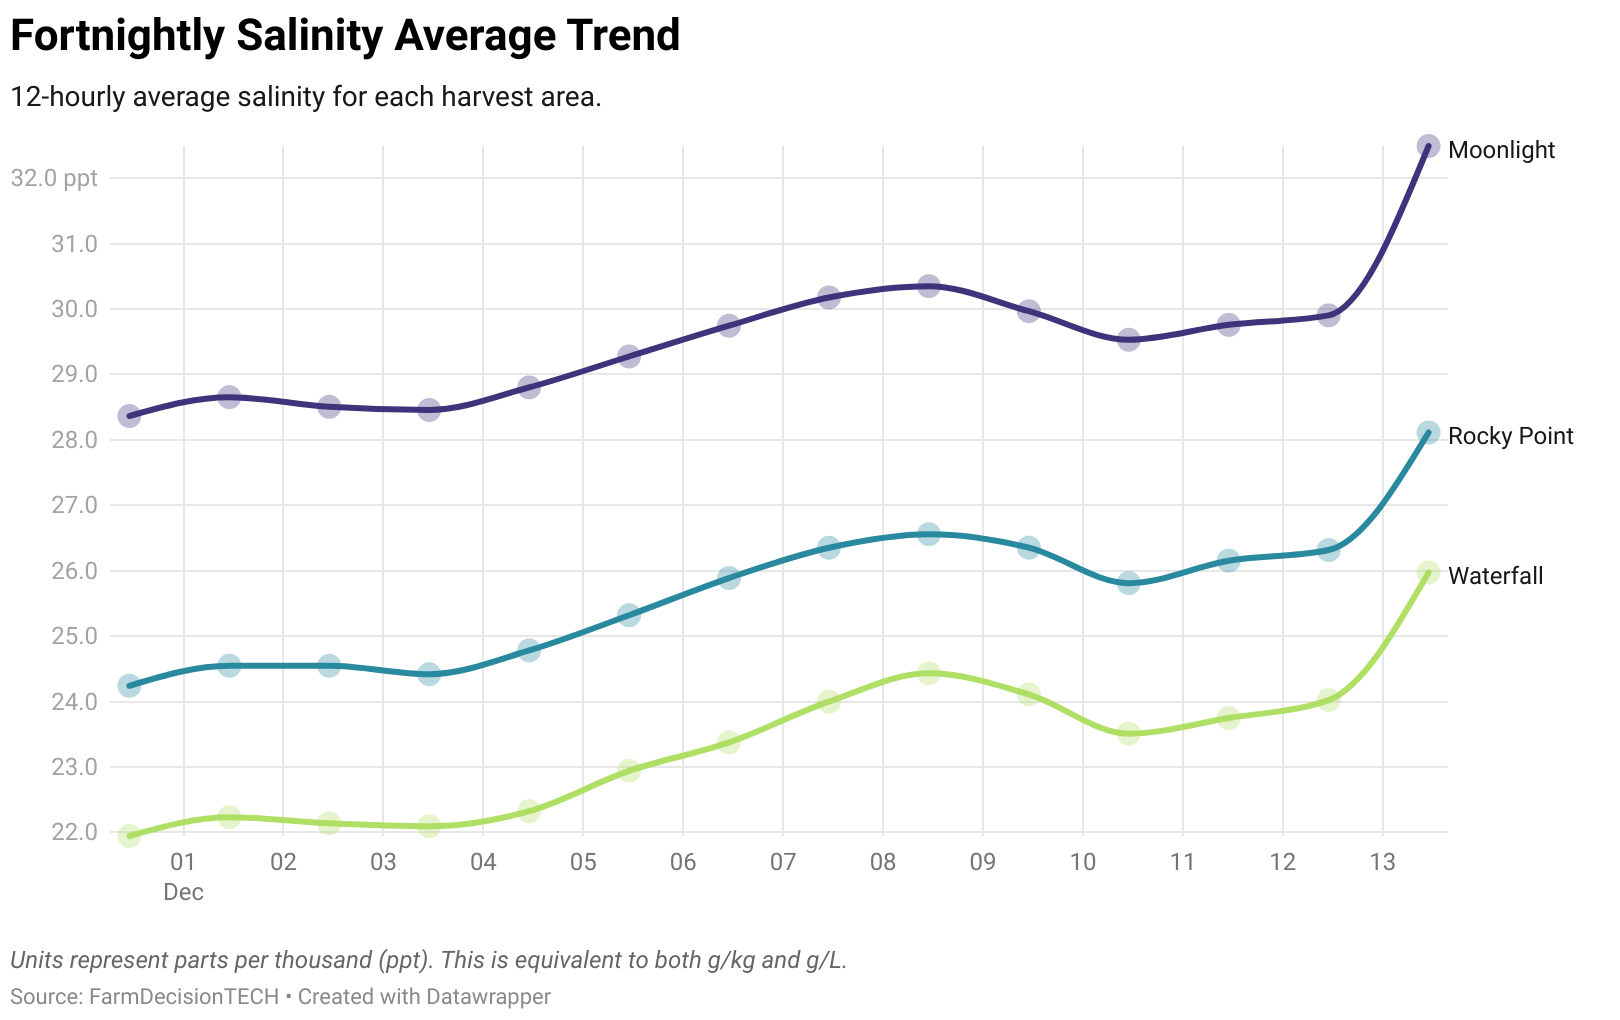 Fortnightly Salinity Average Trend
12-hourly average salinity for each harvest area.
Moonlight
32.0 ppt
31.0
30.0
29.0
28.0
Rocky Point
27.0
26.0
Waterfall
25.0
24.0
23.0
22.0
01 02 03 04 05 06 07 08 09 10 11 12 13
Dec
Units represent parts per thousand (ppt). This is equivalent to both g/kg and g/L.
Source: FarmDecisionTECH • Created with Datawrapper